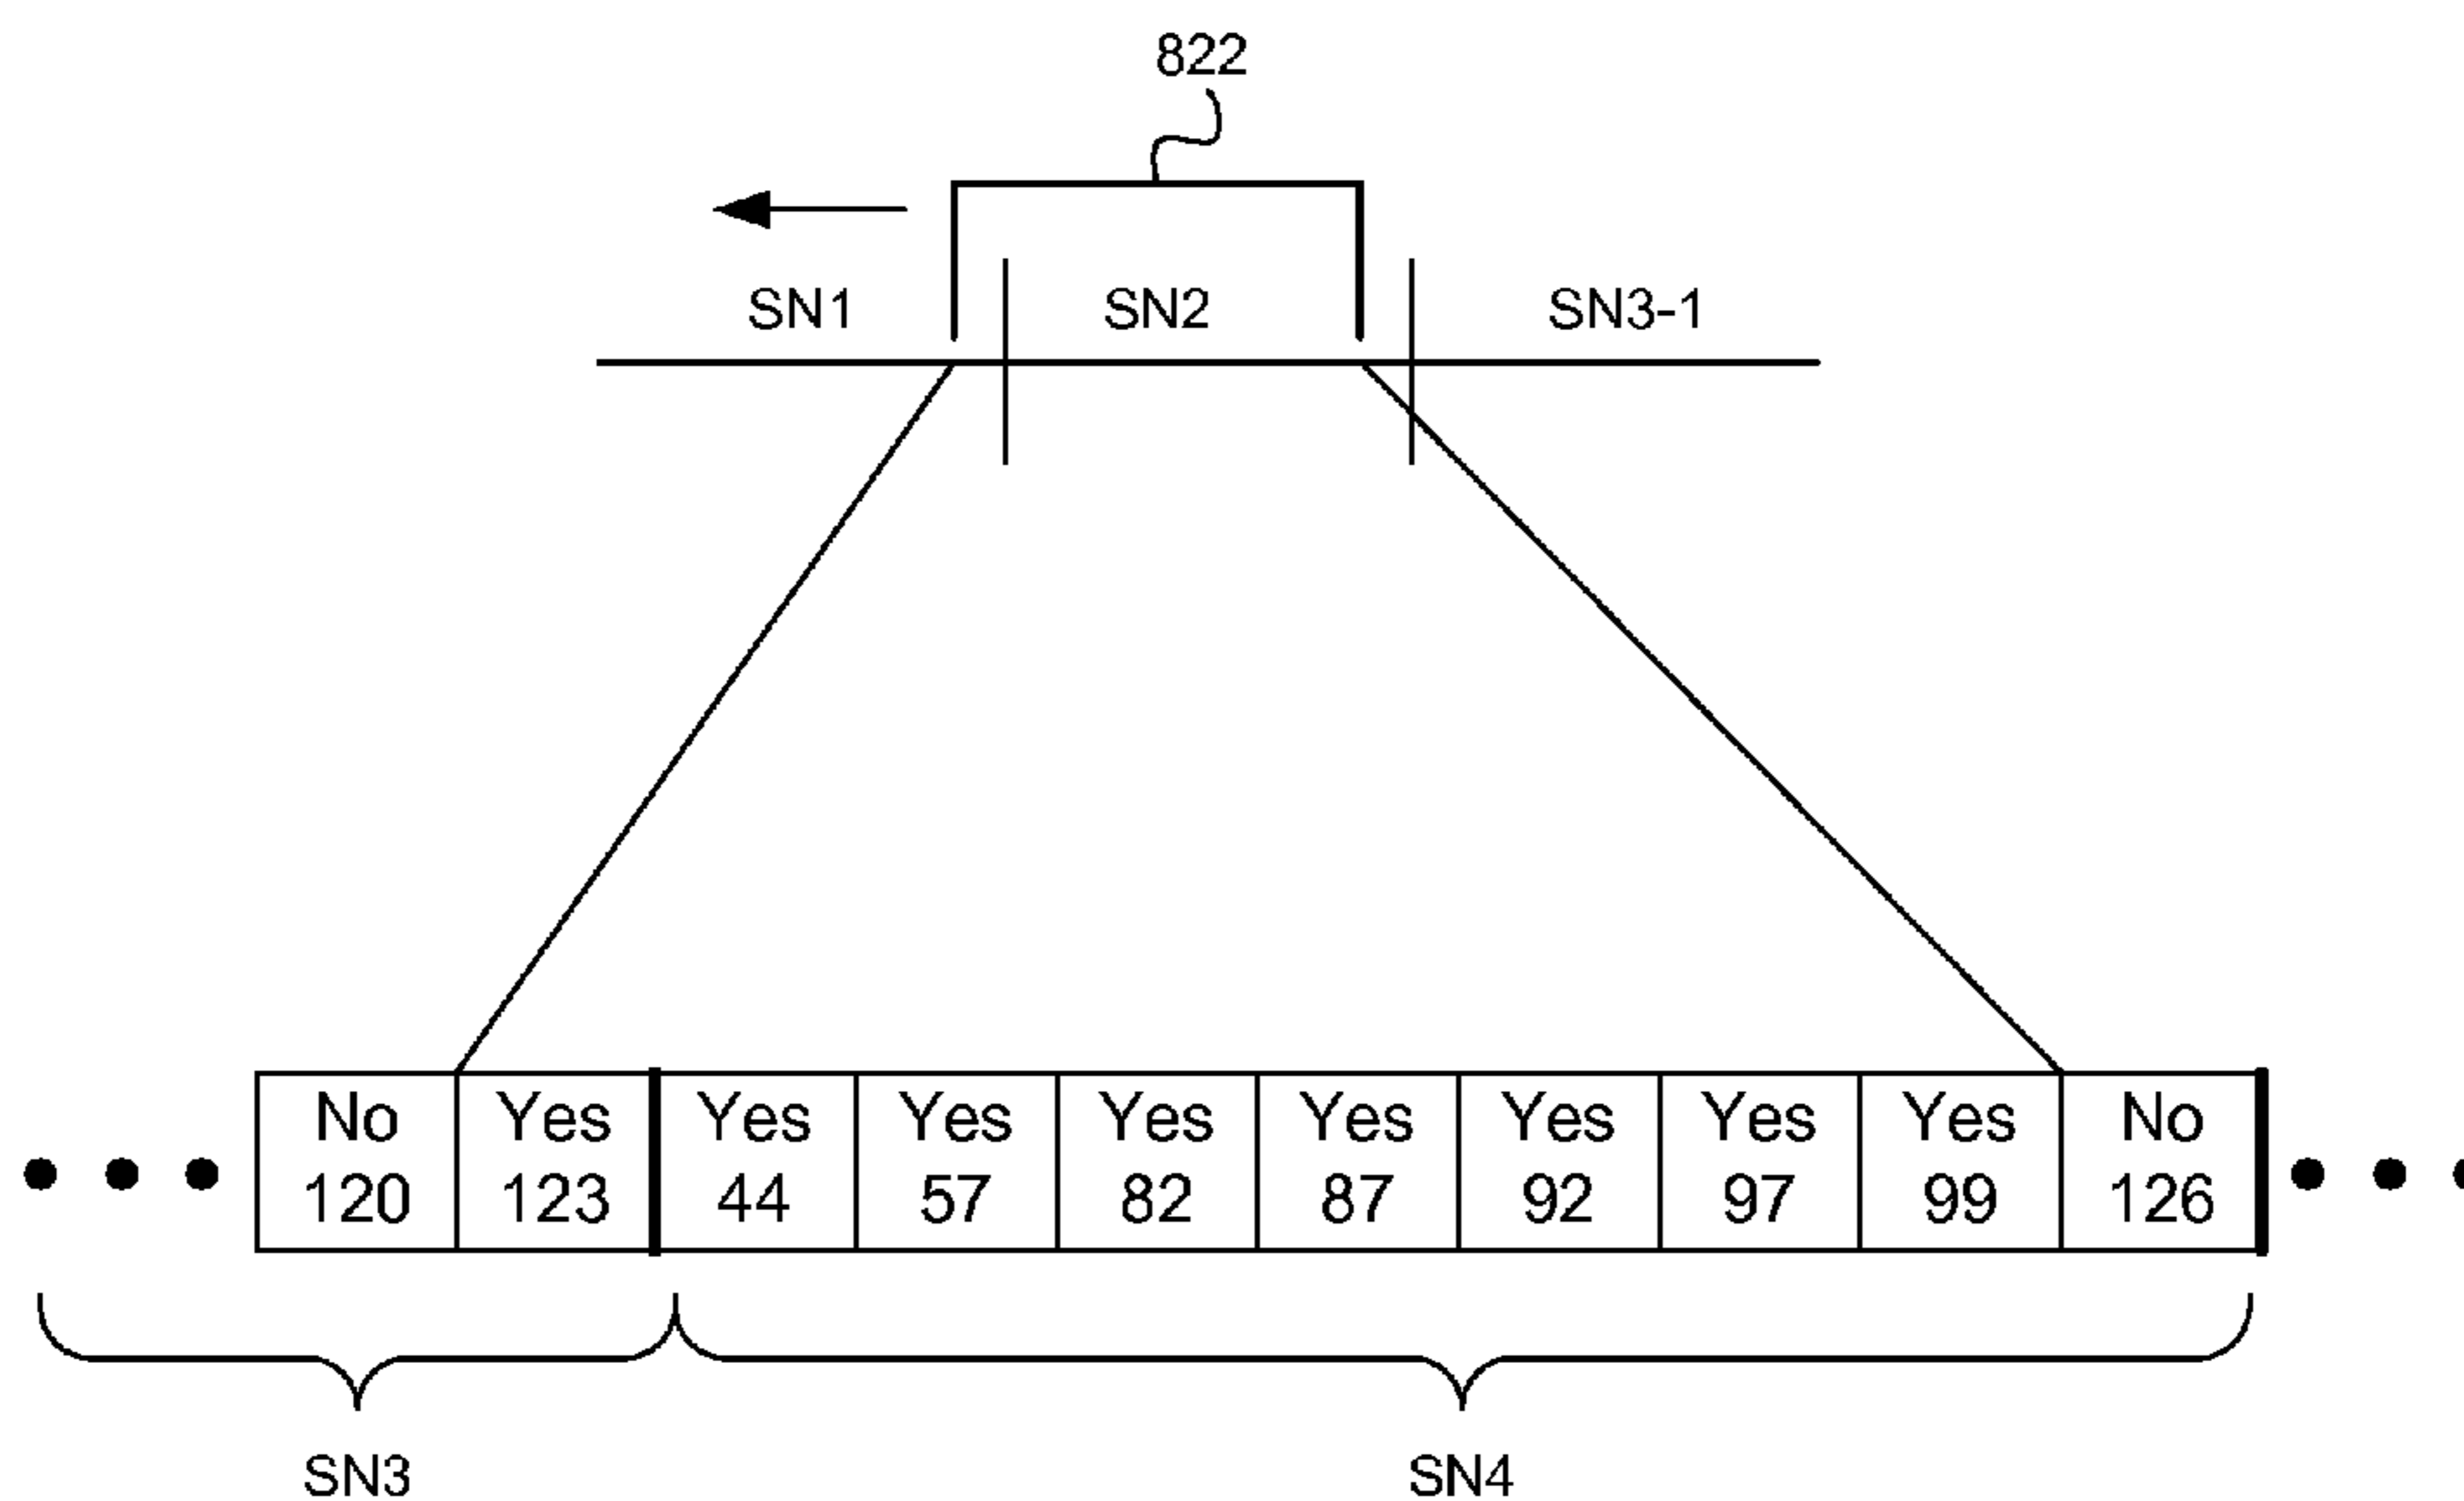 822
SN1 SN2 SN3-1
No Yes Yes Yes Yes Yes Yes Yes Yes No
120 123 44 57 82 87 92 97 99 126
SN3 SN4